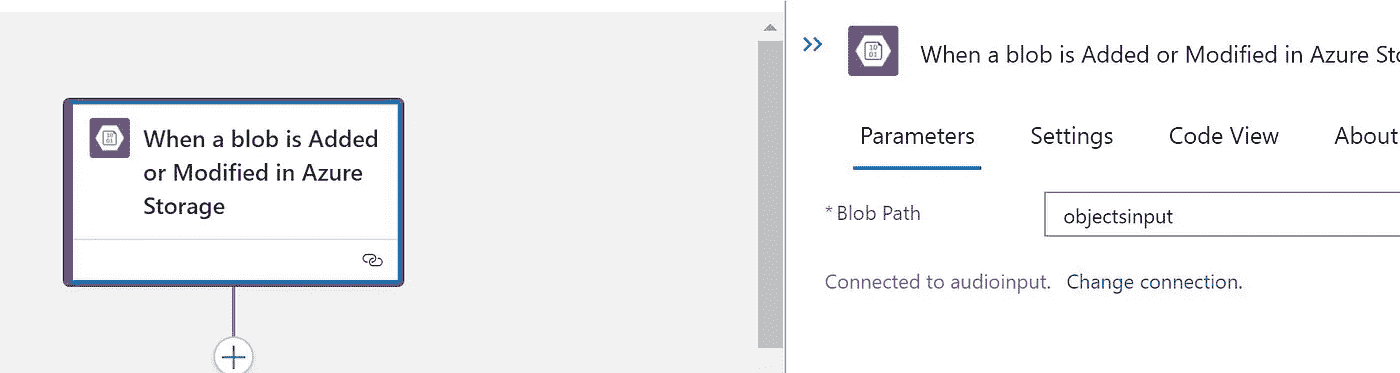 When a blob is Added
or Modified in Azure
Storage
When a blob is Added or Modified in Azure Sto
Parameters Settings Code View About
* Blob Path objectsinput
Connected to audioinput. Change connection.